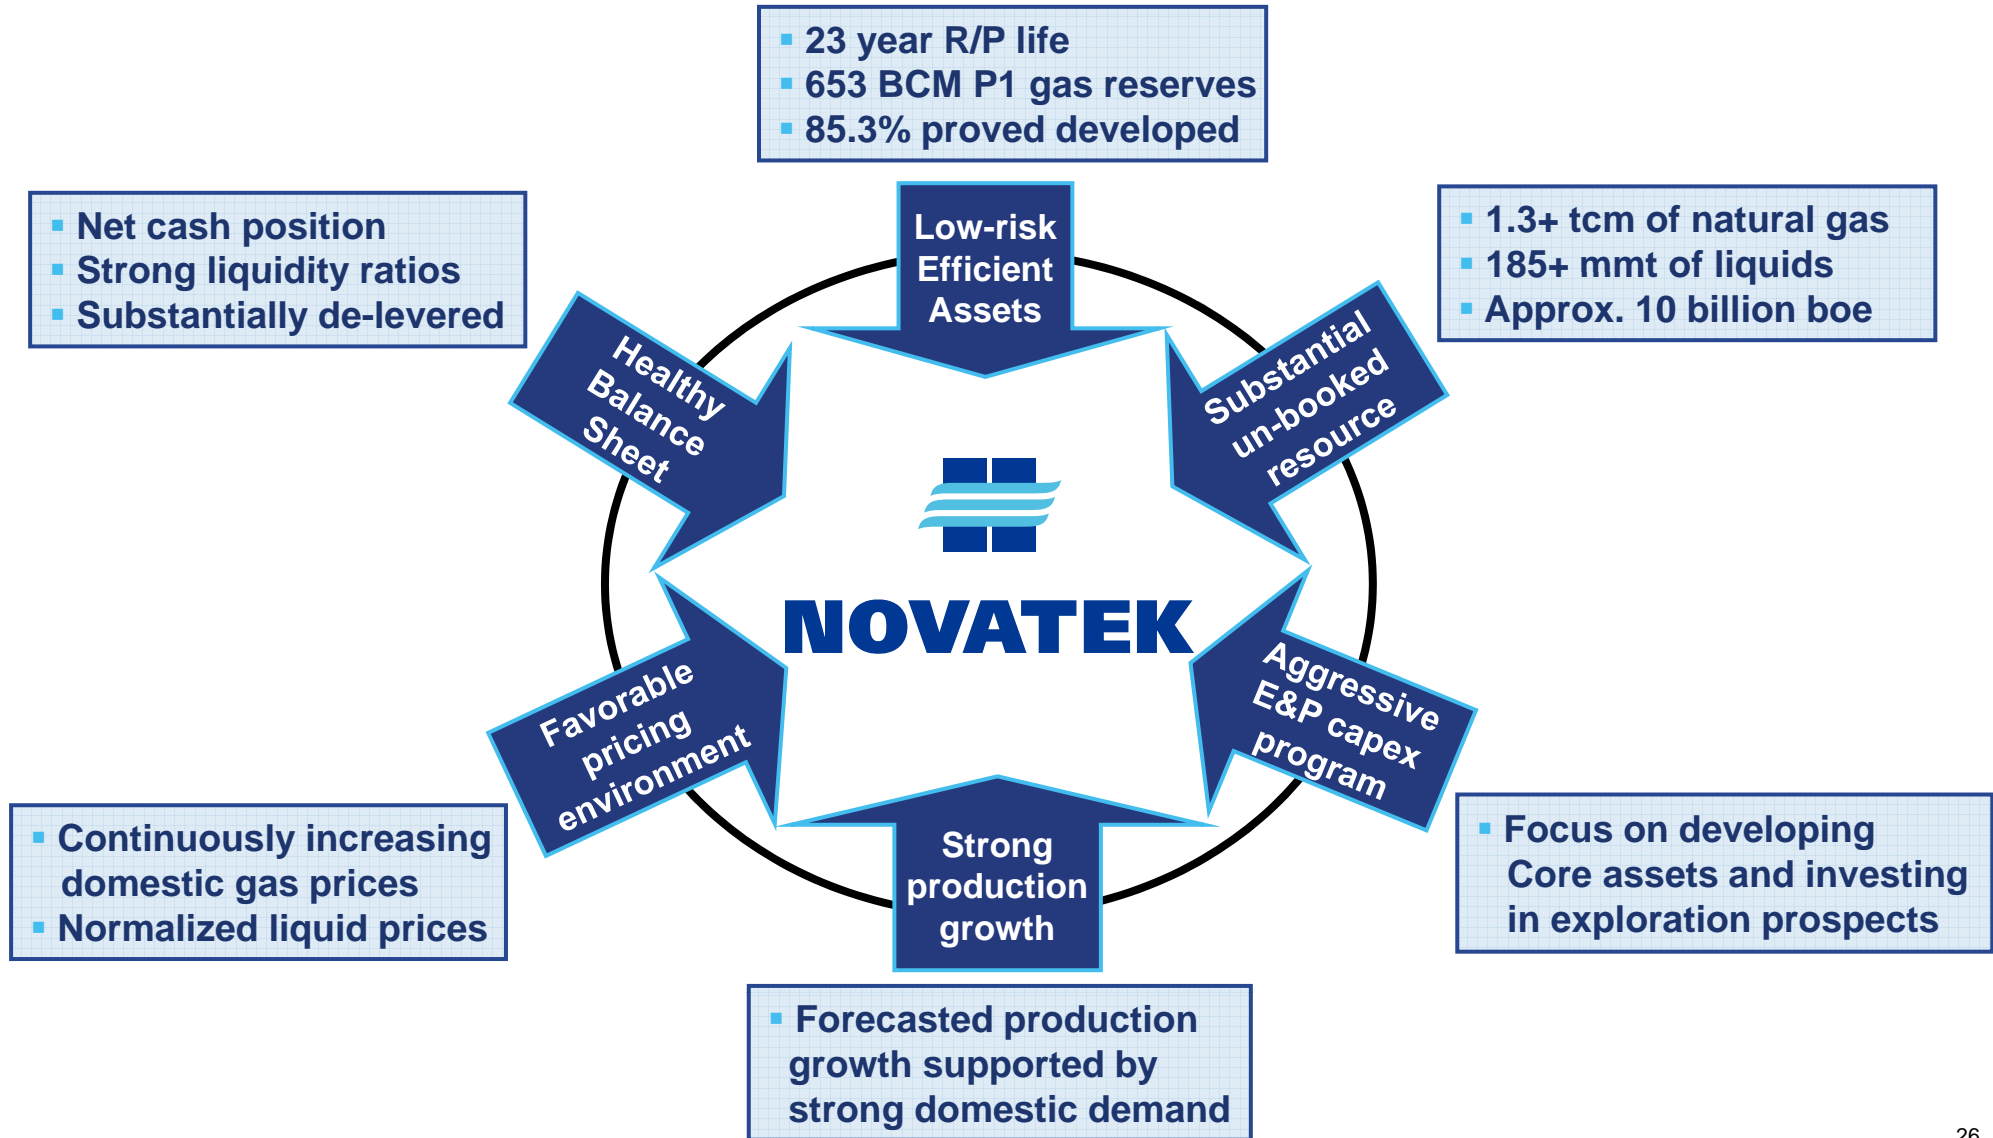 ▪ 23 year R/P life
▪ 653 BCM P1 gas reserves
▪ 85.3% proved developed
Low-risk
Efficient
Assets
▪ Net cash position
▪ Strong liquidity ratios
▪ Substantially de-levered
Healthy
Balance
Sheet
▪ 1.3+ tcm of natural gas
▪ 185+ mmt of liquids
▪ Approx. 10 billion boe
Substantial
un-booked
resource
NOVATEK
Favorable
pricing
environment
▪ Continuously increasing
domestic gas prices
▪ Normalized liquid prices
Aggressive
E&P capex
program
▪ Focus on developing
Core assets and investing
in exploration prospects
Strong
production
growth
▪ Forecasted production
growth supported by
strong domestic demand
26